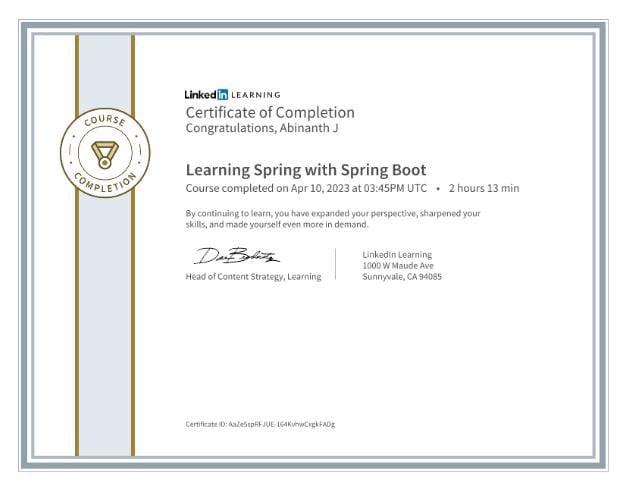 COURSE
COMPLETION
Linked in LEARNING
Certificate of Completion
Congratulations, Abinanth J
Learning Spring with Spring Boot
Course completed on Apr 10, 2023 at 03:45PM UTC • 2 hours 13 min
By continuing to learn, you have expanded your perspective, sharpened your
skills, and made yourself even more in demand.
Head of Content Strategy, Learning
LinkedIn Learning
1000 W Maude Ave
Sunnyvale, CA 94085
Certificate ID: